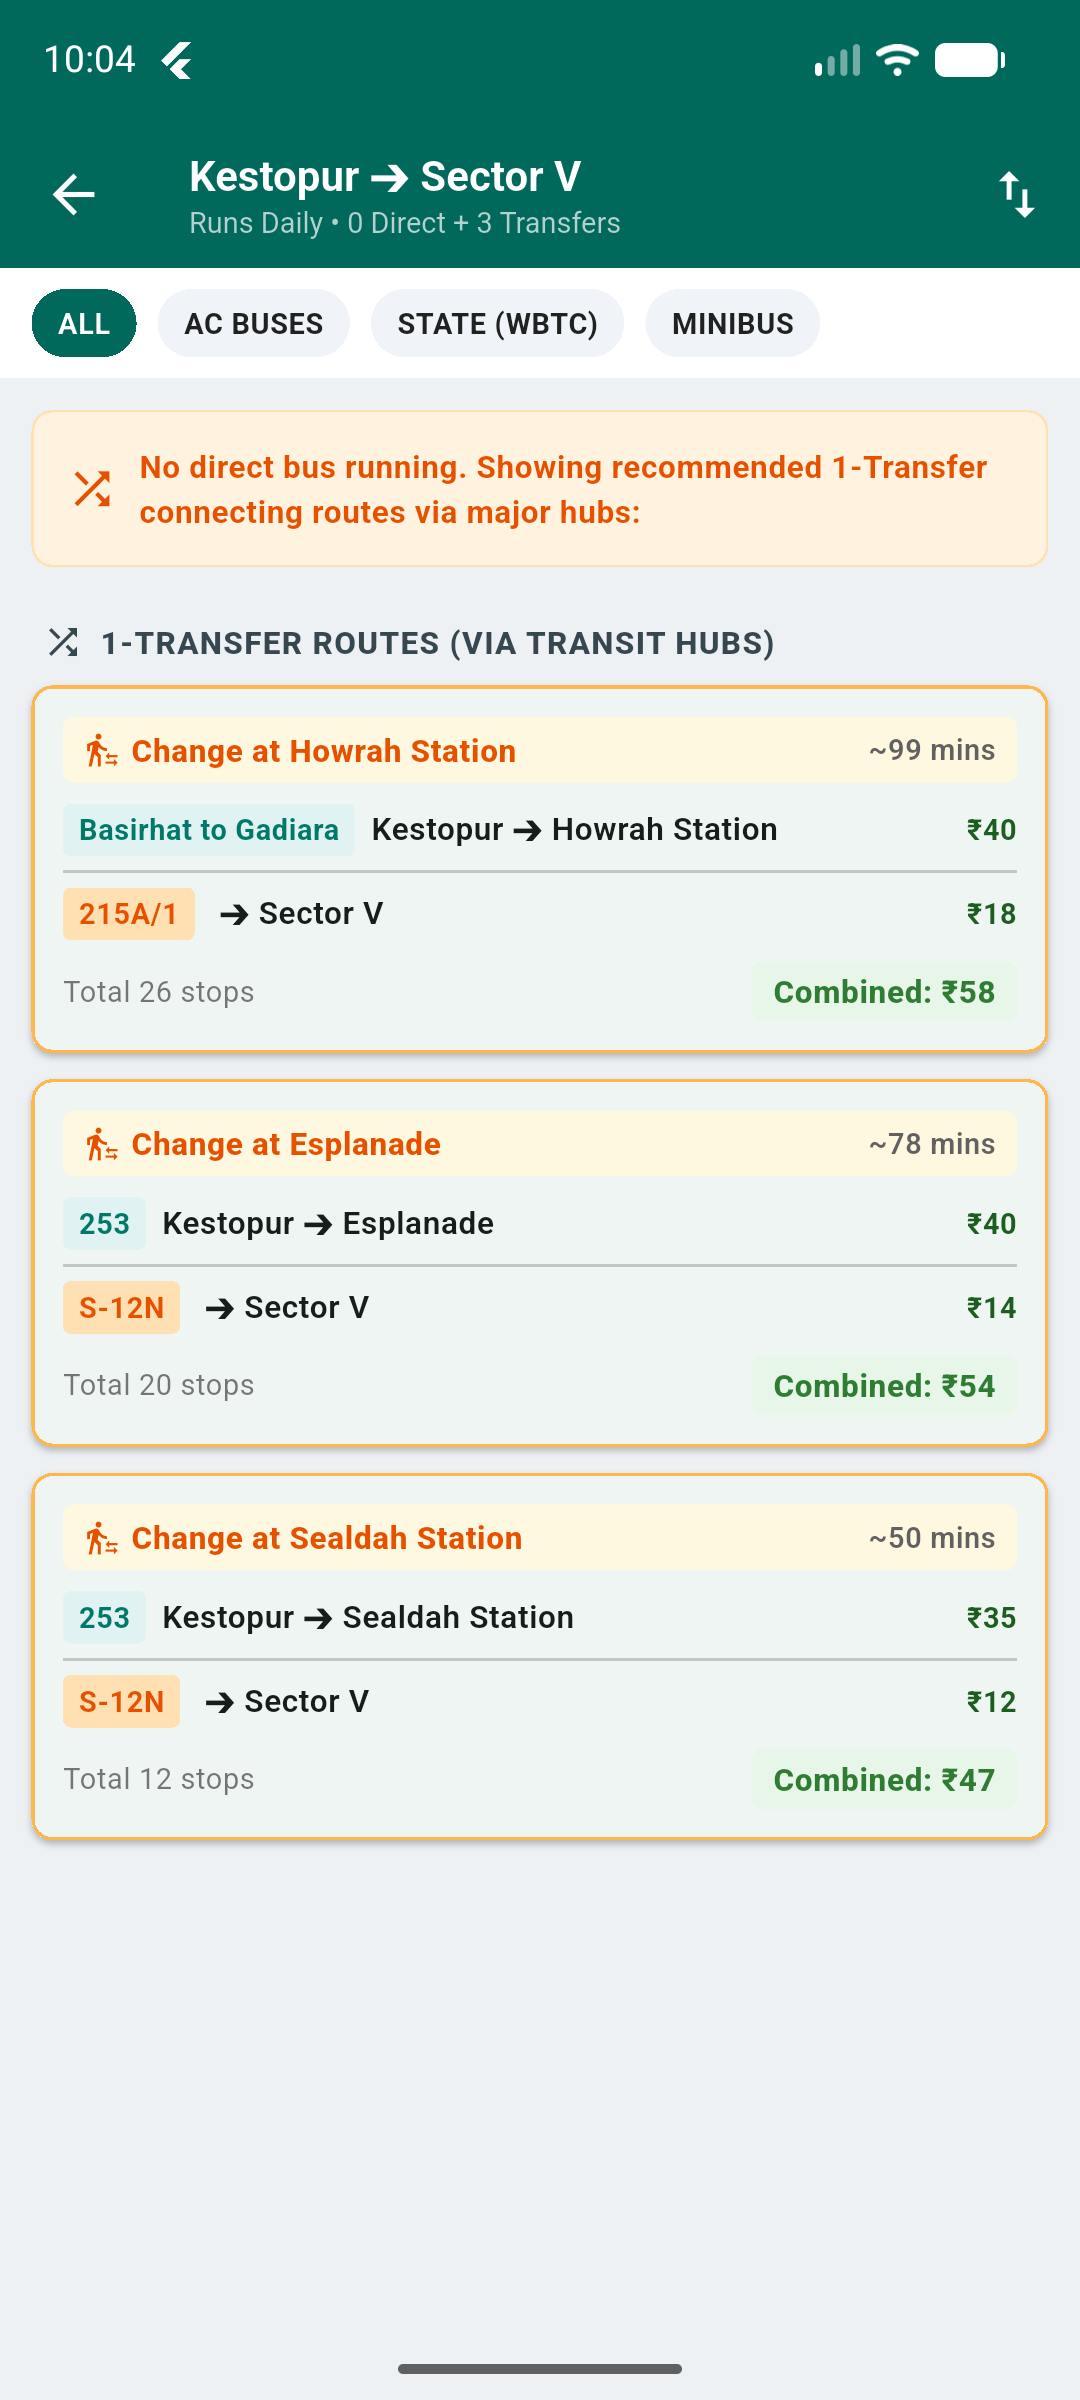 10:04
Kestopur ➔ Sector V
Runs Daily • 0 Direct + 3 Transfers
ALL
AC BUSES
STATE (WBTC)
MINIBUS
No direct bus running. Showing recommended 1-Transfer
connecting routes via major hubs:
1-TRANSFER ROUTES (VIA TRANSIT HUBS)
Change at Howrah Station ~99 mins
Basirhat to Gadiara Kestopur ➔ Howrah Station ₹40
215A/1 ➔ Sector V ₹18
Total 26 stops Combined: ₹58
Change at Esplanade ~78 mins
253 Kestopur ➔ Esplanade ₹40
S-12N ➔ Sector V ₹14
Total 20 stops Combined: ₹54
Change at Sealdah Station ~50 mins
253 Kestopur ➔ Sealdah Station ₹35
S-12N ➔ Sector V ₹12
Total 12 stops Combined: ₹47